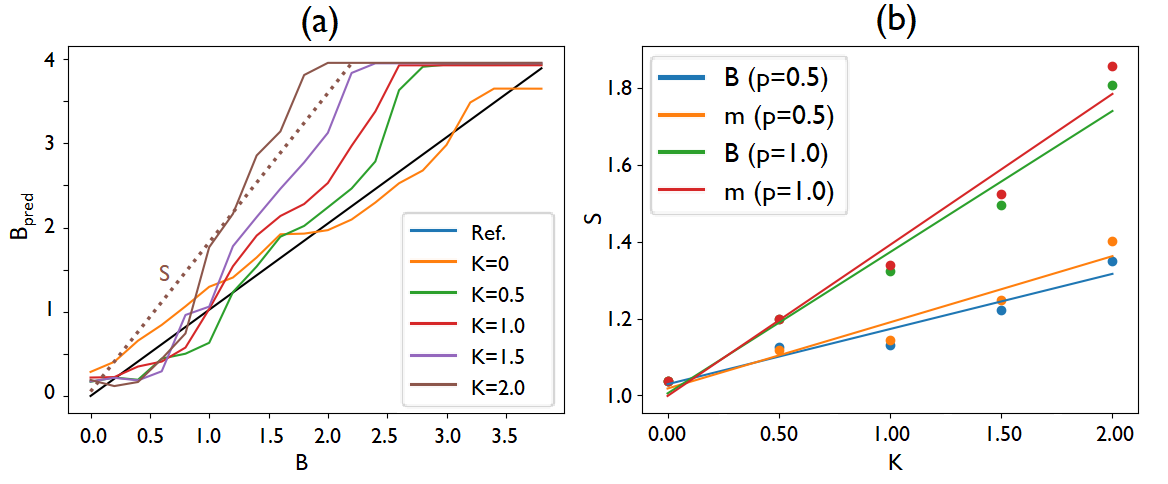 (a)
4
3
2
1
0
B_pred
S
Ref.
K=0
K=0.5
K=1.0
K=1.5
K=2.0
0.0 0.5 1.0 1.5 2.0 2.5 3.0 3.5
B
(b)
1.8
1.6
1.4
1.2
1.0
S
B (p=0.5)
m (p=0.5)
B (p=1.0)
m (p=1.0)
0.00 0.50 1.00 1.50 2.00
K